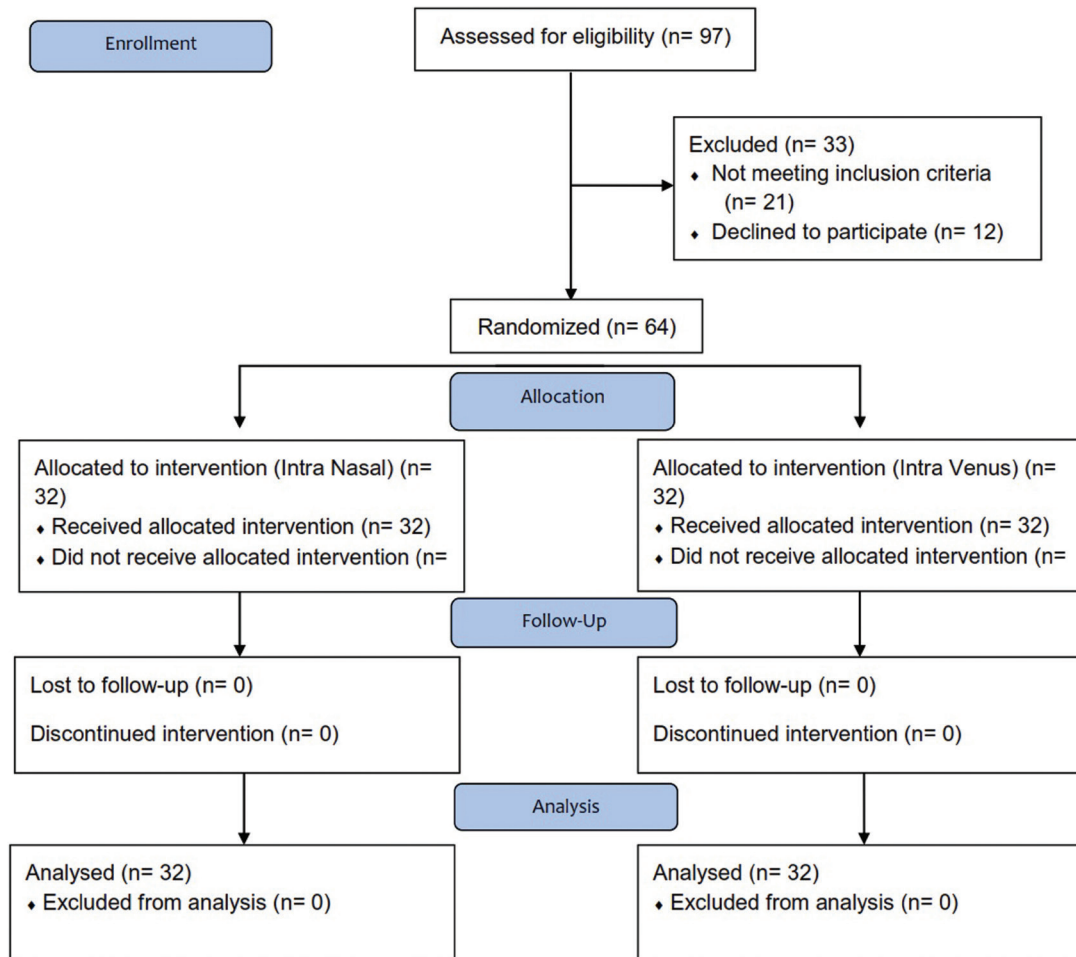 Enrollment
Assessed for eligibility (n= 97)
Excluded (n= 33)
♦ Not meeting inclusion criteria
(n= 21)
♦ Declined to participate (n= 12)
Randomized (n= 64)
Allocation
Allocated to intervention (Intra Nasal) (n=
32)
♦ Received allocated intervention (n= 32)
♦ Did not receive allocated intervention (n=
Allocated to intervention (Intra Venus) (n=
32)
♦ Received allocated intervention (n= 32)
♦ Did not receive allocated intervention (n=
Follow-Up
Lost to follow-up (n= 0)
Discontinued intervention (n= 0)
Lost to follow-up (n= 0)
Discontinued intervention (n= 0)
Analysis
Analysed (n= 32)
♦ Excluded from analysis (n= 0)
Analysed (n= 32)
♦ Excluded from analysis (n= 0)